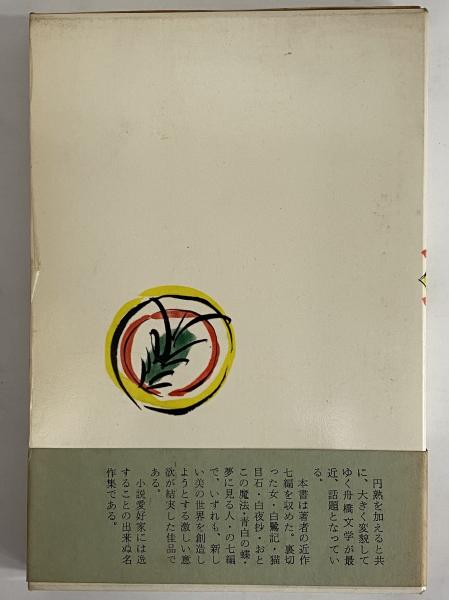 円熟を加えると共
に、大きく変貌して
ゆく舟橋文学が最
近、話題となってい
る。
本書は著者の近作
七編を収めた。裏切
った女・白鷺記・猫
目石・白夜抄・おと
この魔法・青白の蝶・
夢に見る人・の七編
で、いずれも、新し
い美の世界を創造し
ようとする激しい意
欲が結実した佳品で
ある。
小説愛好家には逸
することの出来ぬ名
作集である。